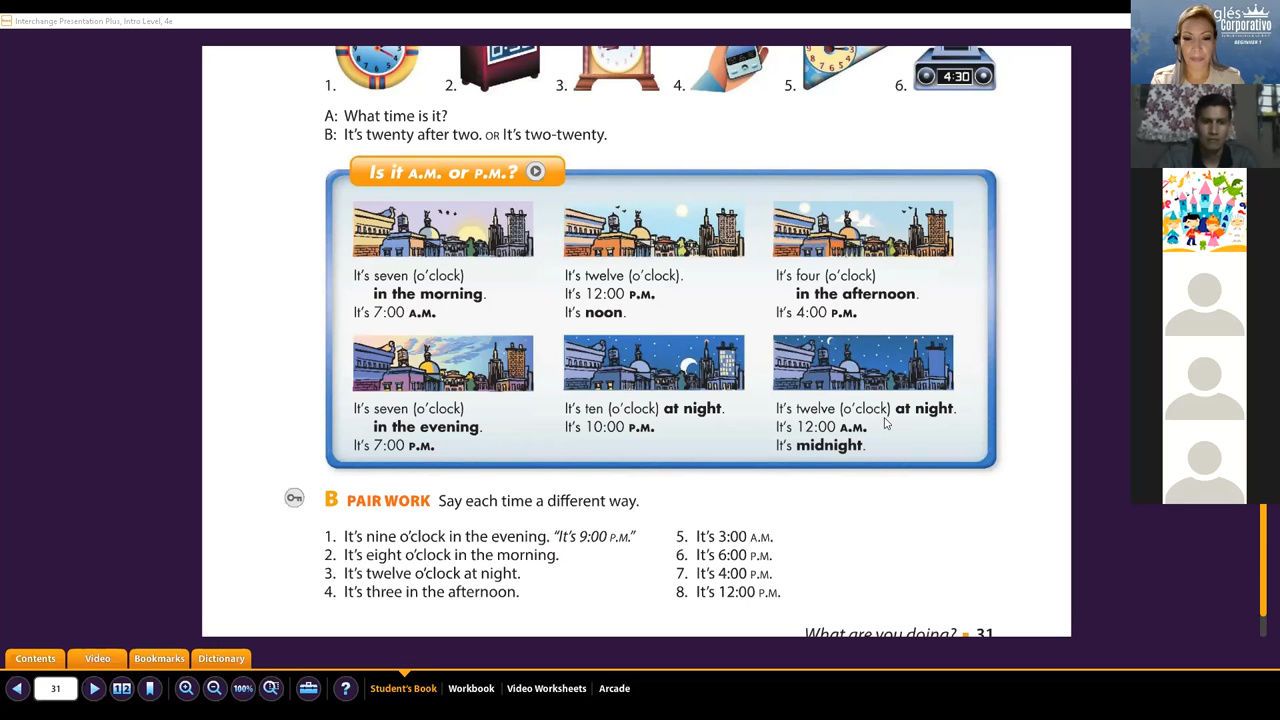 Interchange Presentation Plus, Intro Level, 4e
glés
Corporativo
BEGINNER 1
1. 2. 3. 4. 5. 6.
4:30
A: What time is it?
B: It's twenty after two. OR It's two-twenty.
Is it A.M. or P.M.?
It's seven (o'clock)
in the morning.
It's 7:00 A.M.
It's twelve (o'clock).
It's 12:00 P.M.
It's noon.
It's four (o'clock)
in the afternoon.
It's 4:00 P.M.
It's seven (o'clock)
in the evening.
It's 7:00 P.M.
It's ten (o'clock) at night.
It's 10:00 P.M.
It's twelve (o'clock) at night.
It's 12:00 A.M.
It's midnight.
B PAIR WORK Say each time a different way.
1. It's nine o'clock in the evening. "It's 9:00 P.M."
2. It's eight o'clock in the morning.
3. It's twelve o'clock at night.
4. It's three in the afternoon.
5. It's 3:00 A.M.
6. It's 6:00 P.M.
7. It's 4:00 P.M.
8. It's 12:00 P.M.
What are you doing? 31
Contents Video Bookmarks Dictionary
31 12 100% ? Student's Book Workbook Video Worksheets Arcade